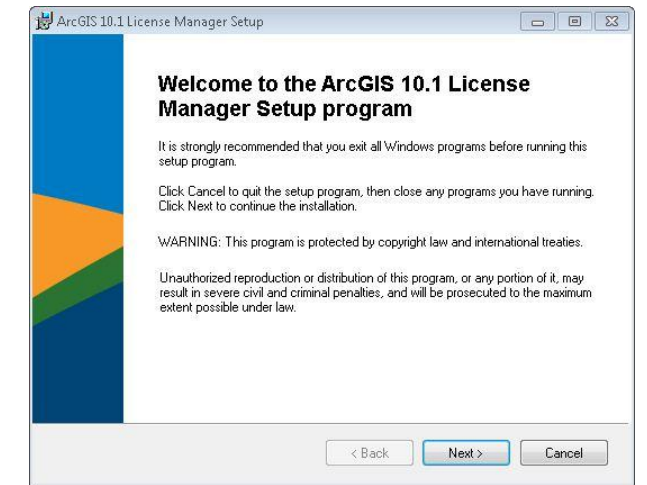 ArcGIS 10.1 License Manager Setup
Welcome to the ArcGIS 10.1 License
Manager Setup program
It is strongly recommended that you exit all Windows programs before running this
setup program.
Click Cancel to quit the setup program, then close any programs you have running.
Click Next to continue the installation.
WARNING: This program is protected by copyright law and international treaties.
Unauthorized reproduction or distribution of this program, or any portion of it, may
result in severe civil and criminal penalties, and will be prosecuted to the maximum
extent possible under law.
< Back Next > Cancel